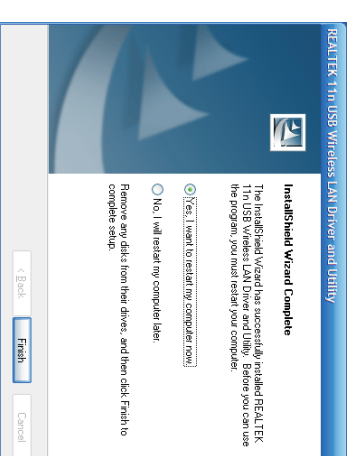 REALTEK 11n USB Wireless LAN Driver and Utility
InstallShield Wizard Complete
The InstallShield Wizard has successfully installed REALTEK
11n USB Wireless LAN Driver and Utility. Before you can use
the program, you must restart your computer.
Yes, I want to restart my computer now.
No, I will restart my computer later.
Remove any disks from their drives, and then click Finish to
complete setup.
< Back
Finish
Cancel